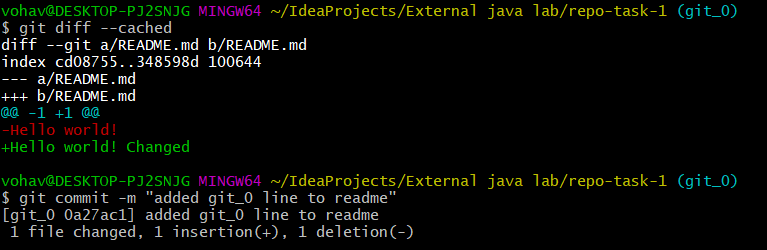 vohav@DESKTOP-PJ2SNJG MINGW64 ~/IdeaProjects/External java lab/repo-task-1 (git_0)
$ git diff --cached
diff --git a/README.md b/README.md
index cd08755..348598d 100644
--- a/README.md
+++ b/README.md
@@ -1 +1 @@
-Hello world!
+Hello world! Changed
vohav@DESKTOP-PJ2SNJG MINGW64 ~/IdeaProjects/External java lab/repo-task-1 (git_0)
$ git commit -m "added git_0 line to readme"
[git_0 0a27ac1] added git_0 line to readme
 1 file changed, 1 insertion(+), 1 deletion(-)